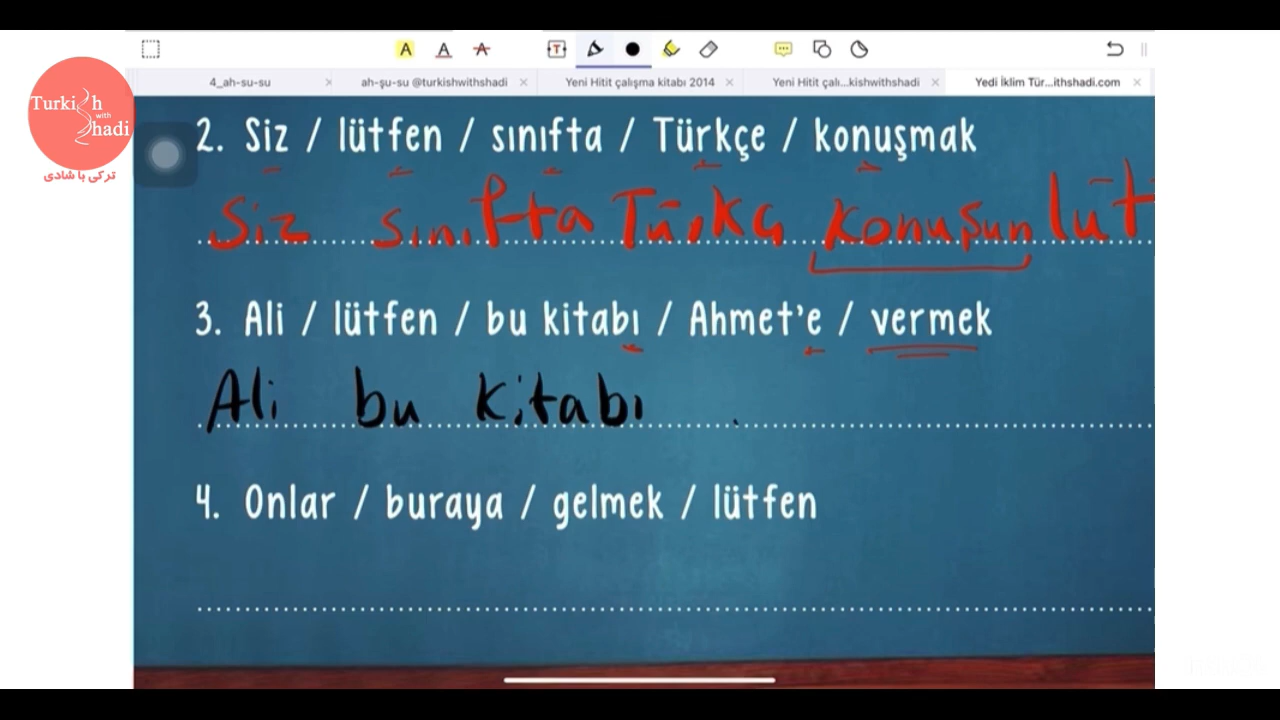 A A A T
4_ah-su-su × ah-şu-su @turkishwithshadi × Yeni Hitit çalışma kitabı 2014 × Yeni Hitit çalı...kishwithshadi × Yedi İklim Tür...ithshadi.com ×
Turkish
with
Shadi
ترکی با شادی
2. Siz / lütfen / sınıfta / Türkçe / konuşmak
Siz sınıfta Türkç konuşun lüt
3. Ali / lütfen / bu kitabı / Ahmet'e / vermek
Ali bu kitabı
4. Onlar / buraya / gelmek / lütfen